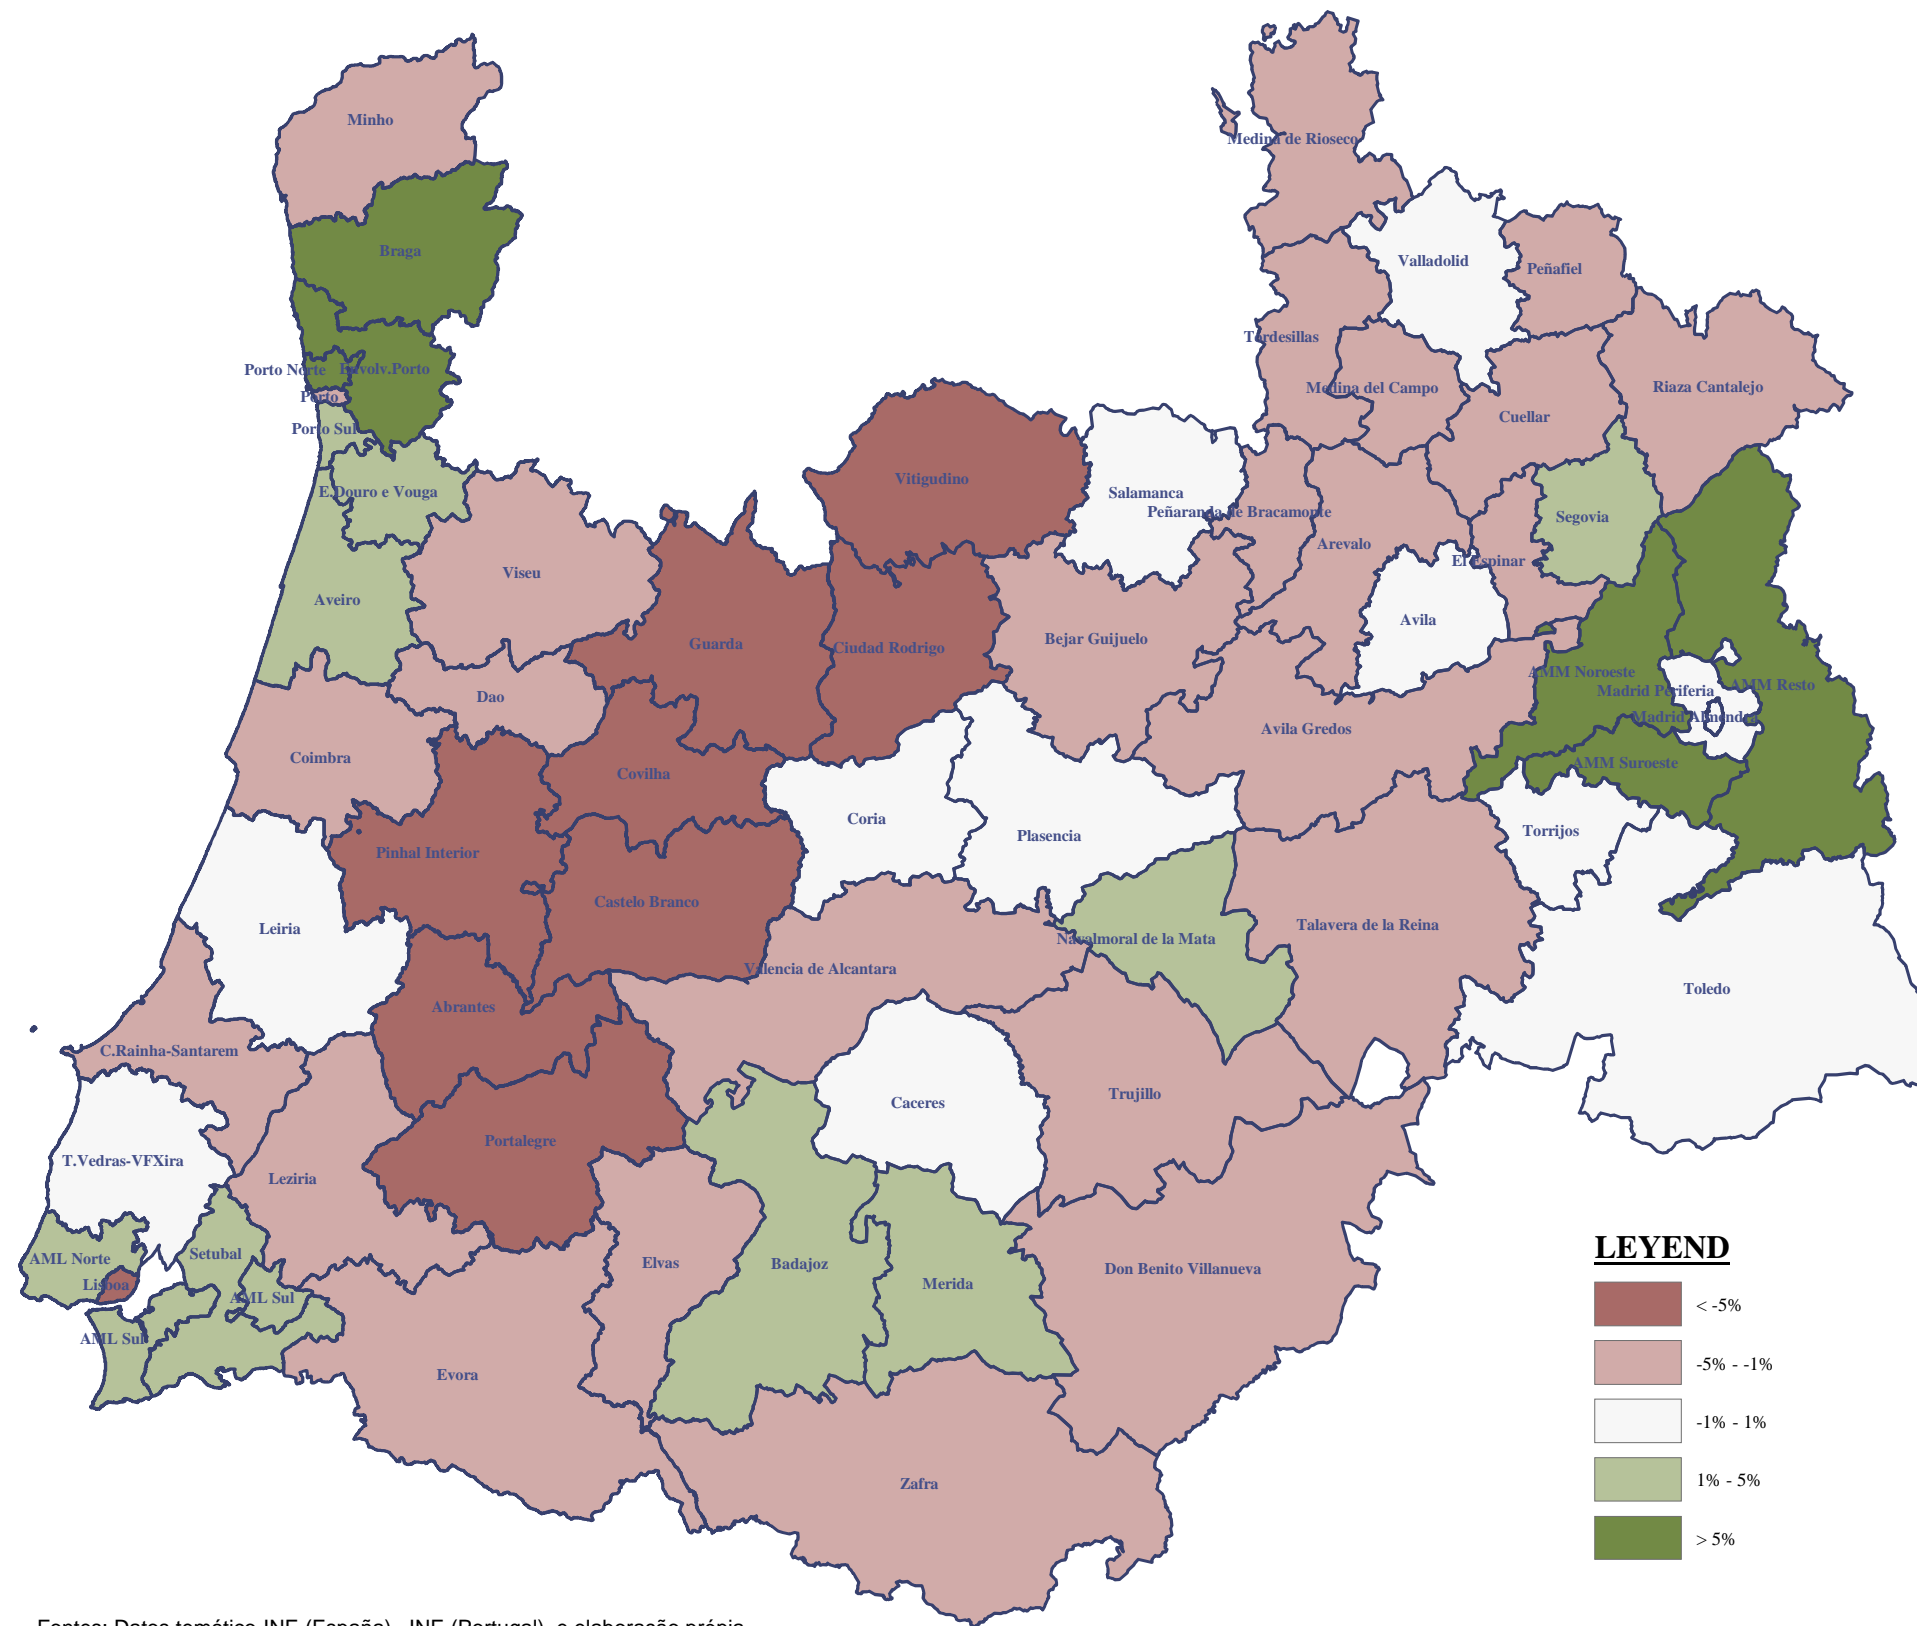 Minho
Medina de Rioseco
Braga
Valladolid
Peñafiel
Tordesillas
Porto Norte
Envolv.Porto
Porto
Medina del Campo
Riaza Cantalejo
Cuellar
Porto Sul
Vitigudino
E.Douro e Vouga
Salamanca
Peñaranda de Bracamonte
Segovia
Arevalo
El Espinar
Viseu
Aveiro
Avila
Guarda
Ciudad Rodrigo
Bejar Guijuelo
AMM Noroeste
AMM Resto
Madrid Periferia
Dao
Madrid Almendra
Avila Gredos
Coimbra
AMM Suroeste
Covilha
Coria
Plasencia
Torrijos
Pinhal Interior
Castelo Branco
Leiria
Talavera de la Reina
Navalmoral de la Mata
Valencia de Alcantara
Toledo
Abrantes
C.Rainha-Santarem
Trujillo
Caceres
Portalegre
T.Vedras-VFXira
Leziria
AML Norte
Setubal
Elvas
Badajoz
Don Benito Villanueva
Lisboa
Merida
AML Sul
AML Sul
Evora
Zafra
LEYEND
< -5%
-5% - -1%
-1% - 1%
1% - 5%
> 5%